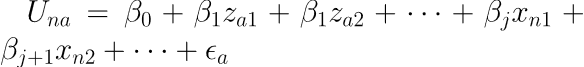 U_{na} = β_0 + β_1 z_{a1} + β_1 z_{a2} + ⋯ + β_j x_{n1} +
β_{j+1} x_{n2} + ⋯ + ϵ_a